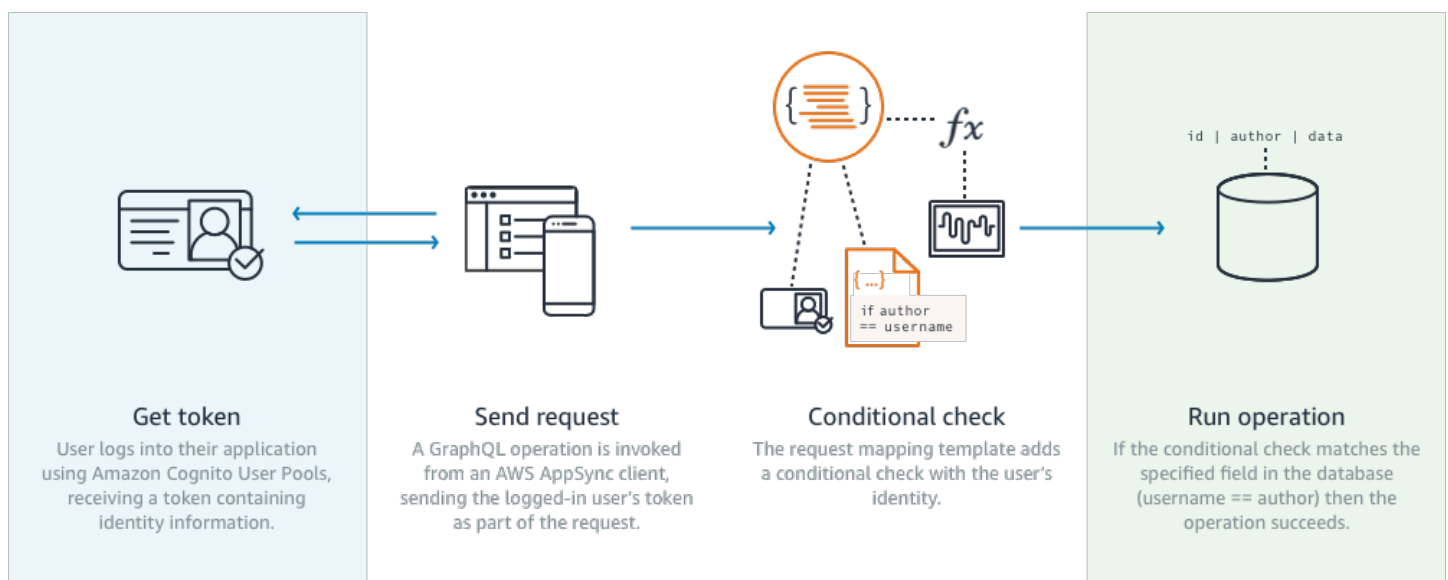 { }
fx
id | author | data
{ ... }
if author
== username
Get token
User logs into their application
using Amazon Cognito User Pools,
receiving a token containing
identity information.
Send request
A GraphQL operation is invoked
from an AWS AppSync client,
sending the logged-in user's token
as part of the request.
Conditional check
The request mapping template adds
a conditional check with the user's
identity.
Run operation
If the conditional check matches the
specified field in the database
(username == author) then the
operation succeeds.